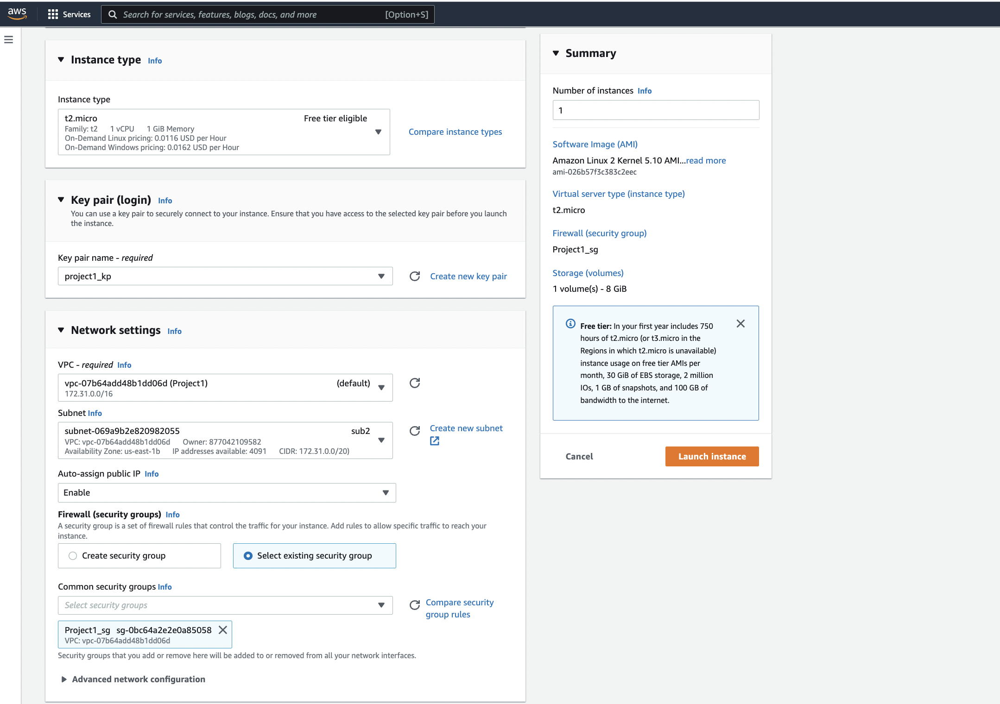 aws
Services
Search for services, features, blogs, docs, and more [Option+S]
Instance type Info
Instance type
t2.micro Free tier eligible
Family: t2 1 vCPU 1 GiB Memory
On-Demand Linux pricing: 0.0116 USD per Hour
On-Demand Windows pricing: 0.0162 USD per Hour
Compare instance types
Key pair (login) Info
You can use a key pair to securely connect to your instance. Ensure that you have access to the selected key pair before you launch
the instance.
Key pair name - required
project1_kp
Create new key pair
Network settings Info
VPC - required Info
vpc-07b64add48b1dd06d (Project1) (default)
172.31.0.0/16
Subnet Info
subnet-069a9b2e820982055 sub2
VPC: vpc-07b64add48b1dd06d Owner: 877042109582
Availability Zone: us-east-1b IP addresses available: 4091 CIDR: 172.31.0.0/20)
Create new subnet
Auto-assign public IP Info
Enable
Firewall (security groups) Info
A security group is a set of firewall rules that control the traffic for your instance. Add rules to allow specific traffic to reach your
instance.
Create security group
Select existing security group
Common security groups Info
Select security groups
Compare security
group rules
Project1_sg sg-0bc64a2e2e0a85058
VPC: vpc-07b64add48b1dd06d
Security groups that you add or remove here will be added to or removed from all your network interfaces.
Advanced network configuration
Summary
Number of instances Info
1
Software Image (AMI)
Amazon Linux 2 Kernel 5.10 AMI...read more
ami-026b57f3c383c2eec
Virtual server type (instance type)
t2.micro
Firewall (security group)
Project1_sg
Storage (volumes)
1 volume(s) - 8 GiB
Free tier: In your first year includes 750
hours of t2.micro (or t3.micro in the
Regions in which t2.micro is unavailable)
instance usage on free tier AMIs per
month, 30 GiB of EBS storage, 2 million
IOs, 1 GB of snapshots, and 100 GB of
bandwidth to the internet.
Cancel
Launch instance